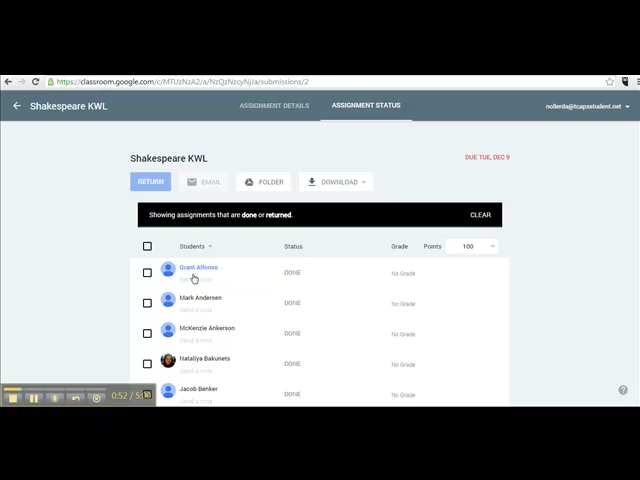 https://classroom.google.com/c/MTUzNzA2/a/NzQzNzcyNjJa/submissions/2
Shakespeare KWL
ASSIGNMENT DETAILS
ASSIGNMENT STATUS
nollerda@tcapsstudent.net
Shakespeare KWL
DUE TUE, DEC 9
RETURN
EMAIL
FOLDER
DOWNLOAD
Showing assignments that are done or returned.
CLEAR
Students
Status
Grade
Points
100
Grant Alfonso
DONE
No Grade
Mark Andersen
Send a note
DONE
No Grade
McKenzie Ankerson
Send a note
DONE
No Grade
Nataliya Bakunets
Send a note
DONE
No Grade
Jacob Benker
Send a note
DONE
No Grade
0:52